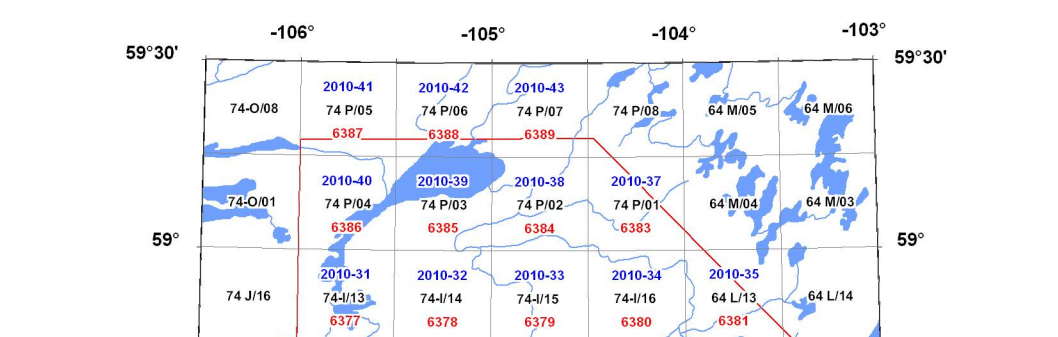 -106° -105° -104° -103°
59°30' 59°30'
2010-41 2010-42 2010-43
74-O/08 74 P/05 74 P/06 74 P/07 74 P/08 64 M/05 64 M/06
6387 6388 6389
2010-40 2010-39 2010-38 2010-37
74-O/01 74 P/04 74 P/03 74 P/02 74 P/01 64 M/04 64 M/03
6386 6385 6384 6383
59° 59°
2010-31 2010-32 2010-33 2010-34 2010-35
74 J/16 74-I/13 74-I/14 74-I/15 74-I/16 64 L/13 64 L/14
6377 6378 6379 6380 6381